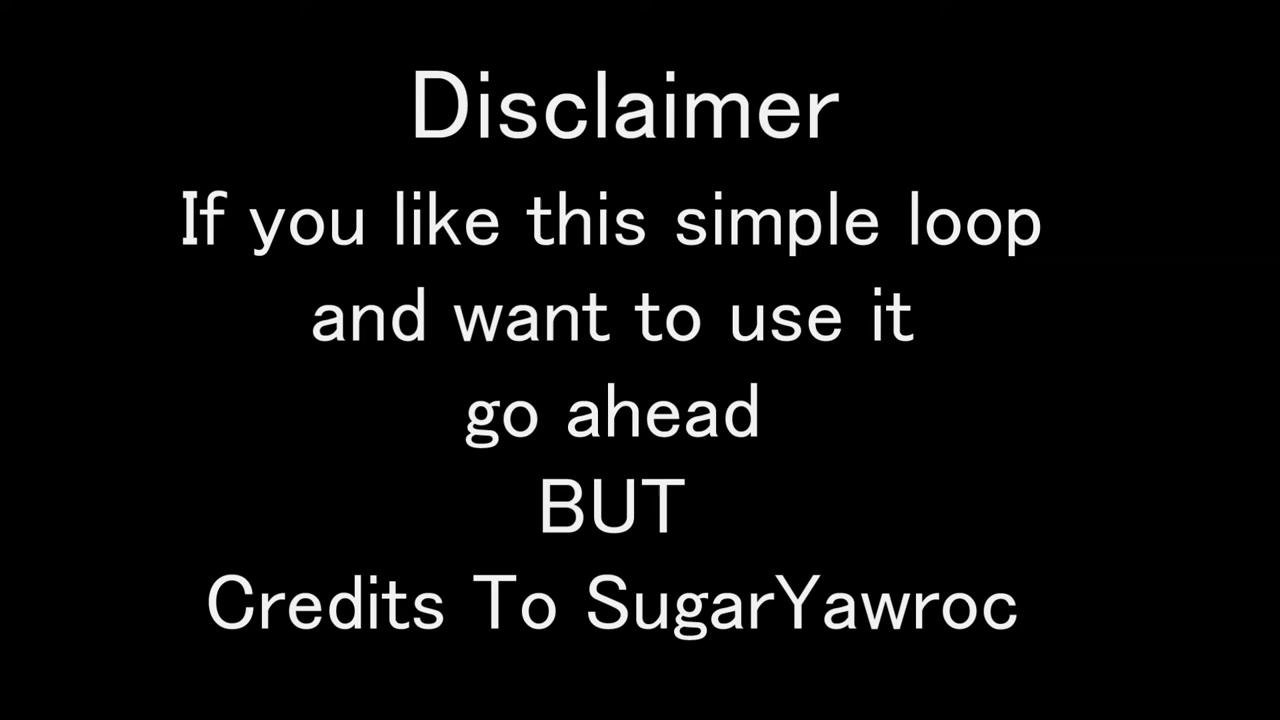 Disclaimer
If you like this simple loop
and want to use it
go ahead
BUT
Credits To SugarYawroc